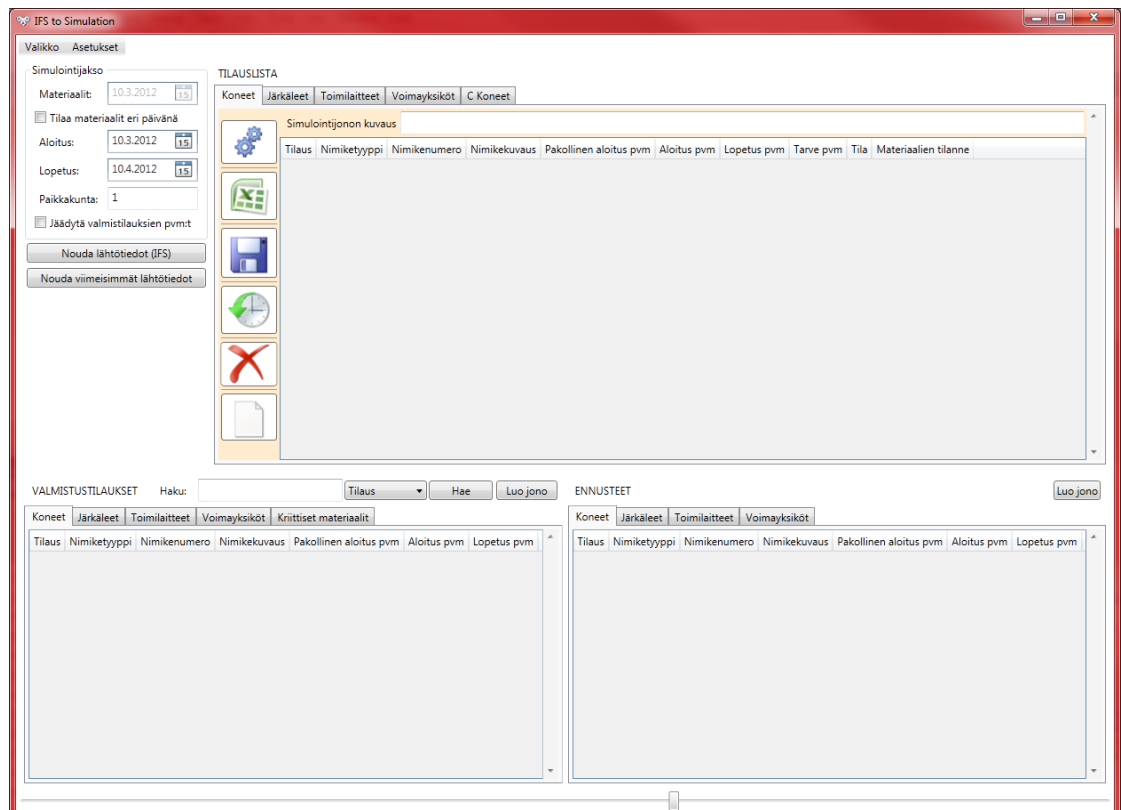 IFS to Simulation
Valikko Asetukset
Simulointijakso
Materiaalit: 10.3.2012 15
Tilaa materiaalit eri päivänä
Aloitus: 10.3.2012 15
Lopetus: 10.4.2012 15
Paikkakunta: 1
Jäädytä valmistilauksien pvm:t
Nouda lähtötiedot (IFS)
Nouda viimeisimmät lähtötiedot
TILAUSLISTA
Koneet Järkäleet Toimilaitteet Voimayksiköt C Koneet
Simulointijonon kuvaus
Tilaus Nimiketyyppi Nimikenumero Nimikekuvaus Pakollinen aloitus pvm Aloitus pvm Lopetus pvm Tarve pvm Tila Materiaalien tilanne
VALMISTUSTILAUKSET Haku: Tilaus Hae Luo jono
Koneet Järkäleet Toimilaitteet Voimayksiköt Kriittiset materiaalit
Tilaus Nimiketyyppi Nimikenumero Nimikekuvaus Pakollinen aloitus pvm Aloitus pvm Lopetus pvm
ENNUSTEET Luo jono
Koneet Järkäleet Toimilaitteet Voimayksiköt
Tilaus Nimiketyyppi Nimikenumero Nimikekuvaus Pakollinen aloitus pvm Aloitus pvm Lopetus pvm